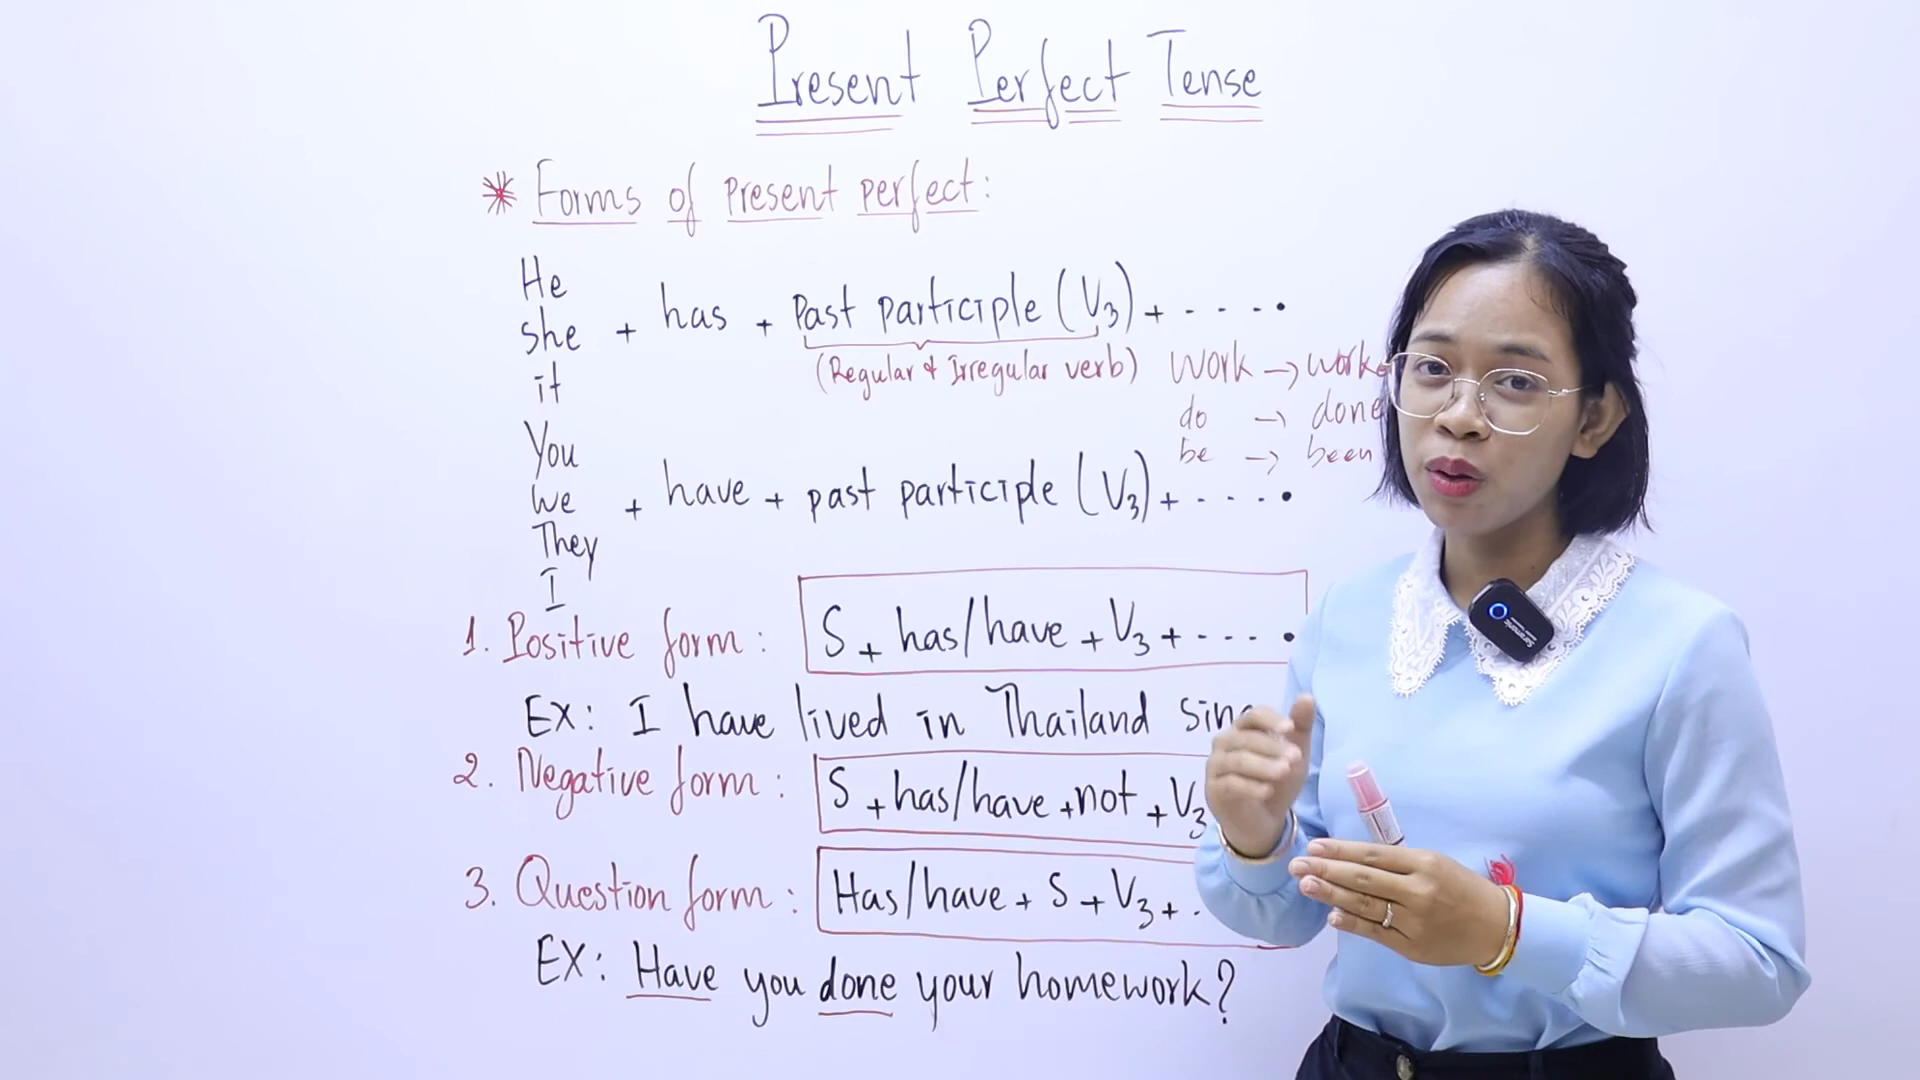 Present Perfect Tense
* Forms of present perfect:
He
she + has + Past participle (V3) + - - - - •
it
(Regular & Irregular verb)
work → work
do → done
be → been
You
we + have + past participle (V3) + - - - - •
They
I
1. Positive form : S + has/have + V3 + - - - - •
EX: I have lived in Thailand
2. Negative form : S + has/have + not + V3
3. Question form : Has/have + S + V3 + .
EX: Have you done your homework?
Saramonic